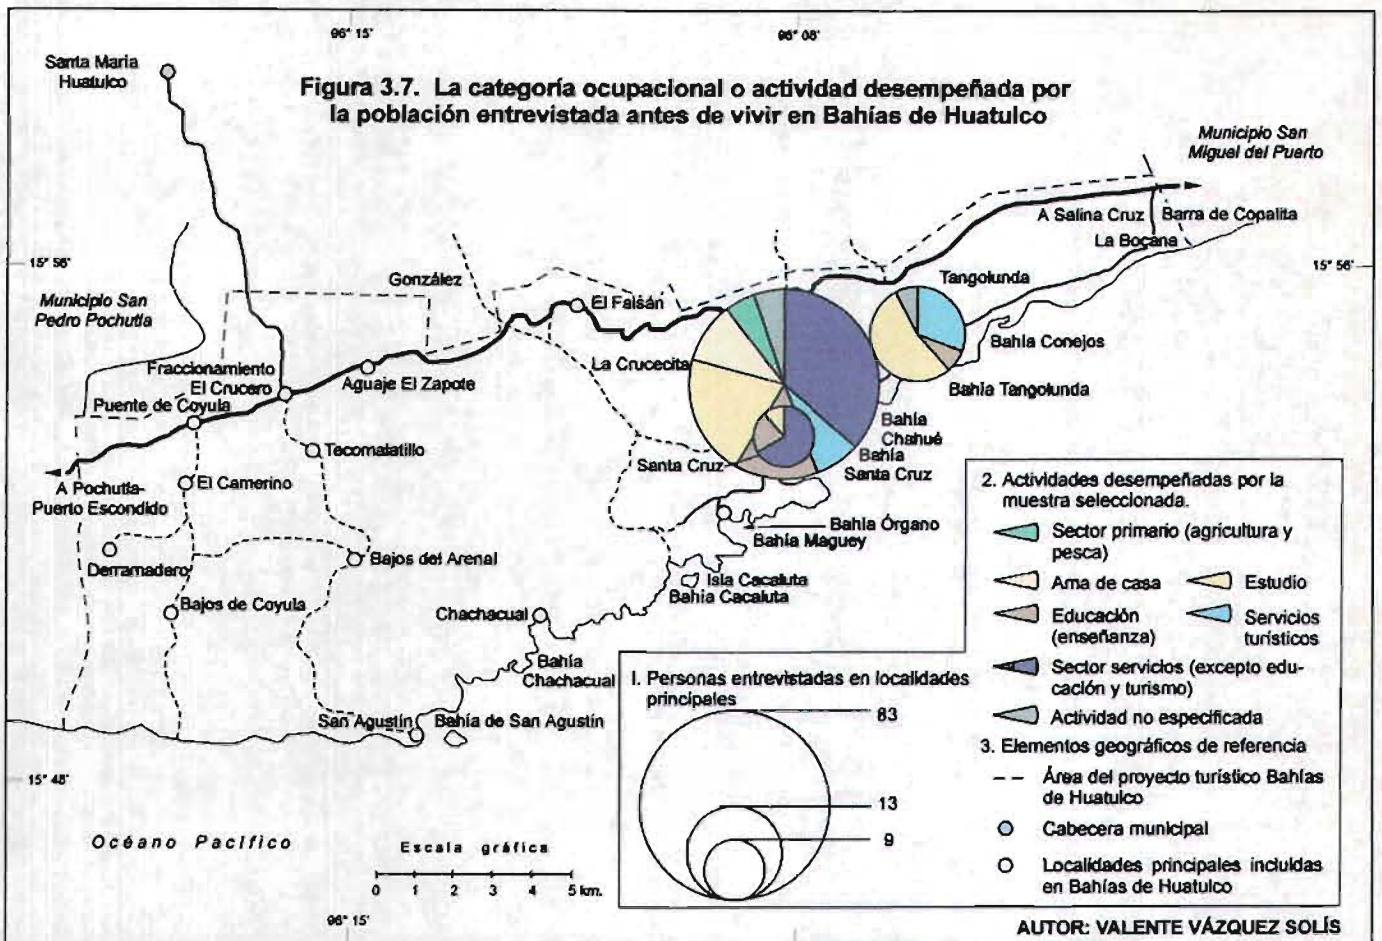 96° 15'
96° 08'
Santa Maria
Huatulco
Figura 3.7. La categoría ocupacional o actividad desempeñada por
la población entrevistada antes de vivir en Bahías de Huatulco
Municipio San
Miguel del Puerto
A Salina Cruz
Barra de Copalita
La Bocana
15° 56'
15° 56'
González
Tangolunda
Municipio San
Pedro Pochutla
El Faisán
Bahía Conejos
Fraccionamiento
El Crucero
La Crucecita
Aguaje El Zapote
Bahía Tangolunda
Puente de Coyula
Bahía
Chahué
Tecomalatillo
Bahía
Santa Cruz
Santa Cruz
El Camerino
A Pochutla-
Puerto Escondido
Bahía Órgano
Bahía Maguey
Derramadero
Bajos del Arenal
Isla Cacaluta
Bahía Cacaluta
Bajos de Coyula
Chachacual
Bahía
Chachacual
San Agustín
Bahía de San Agustín
15° 48'
Océano Pacífico
Escala gráfica
0 1 2 3 4 5 km.
96° 15'
I. Personas entrevistadas en localidades
principales
83
13
9
2. Actividades desempeñadas por la
muestra seleccionada.
Sector primario (agricultura y
pesca)
Ama de casa
Estudio
Educación
(enseñanza)
Servicios
turísticos
Sector servicios (excepto edu-
cación y turismo)
Actividad no especificada
3. Elementos geográficos de referencia
Área del proyecto turístico Bahías
de Huatulco
Cabecera municipal
Localidades principales incluidas
en Bahías de Huatulco
AUTOR: VALENTE VÁZQUEZ SOLÍS